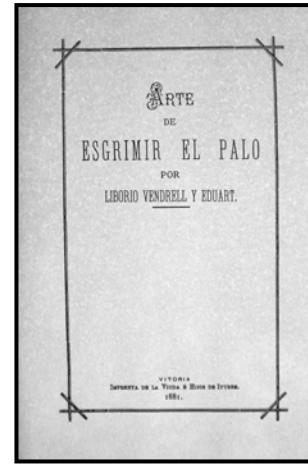 ARTE
DE
ESGRIMIR EL PALO
POR
LIBORIO VENDRELL Y EDUART.
VITORIA
IMPRENTA DE LA VIUDA É HIJOS DE ITURBE.
1881.